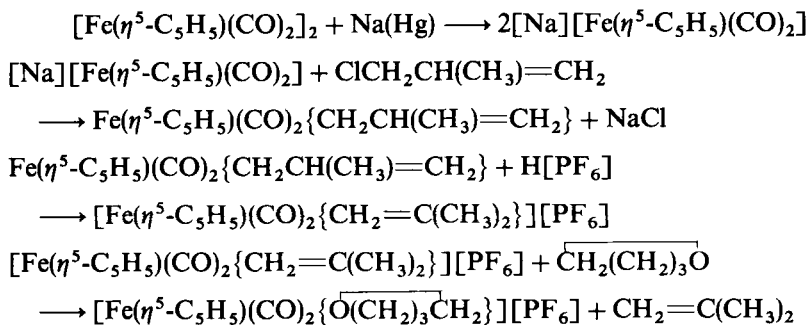 [Fe(η⁵-C₅H₅)(CO)₂]₂ + Na(Hg) ⟶ 2[Na][Fe(η⁵-C₅H₅)(CO)₂]
[Na][Fe(η⁵-C₅H₅)(CO)₂] + ClCH₂CH(CH₃)=CH₂
⟶ Fe(η⁵-C₅H₅)(CO)₂{CH₂CH(CH₃)=CH₂} + NaCl
Fe(η⁵-C₅H₅)(CO)₂{CH₂CH(CH₃)=CH₂} + H[PF₆]
⟶ [Fe(η⁵-C₅H₅)(CO)₂{CH₂=C(CH₃)₂}][PF₆]
[Fe(η⁵-C₅H₅)(CO)₂{CH₂=C(CH₃)₂}][PF₆] + CH₂(CH₂)₃O
⟶ [Fe(η⁵-C₅H₅)(CO)₂{O(CH₂)₃CH₂}][PF₆] + CH₂=C(CH₃)₂